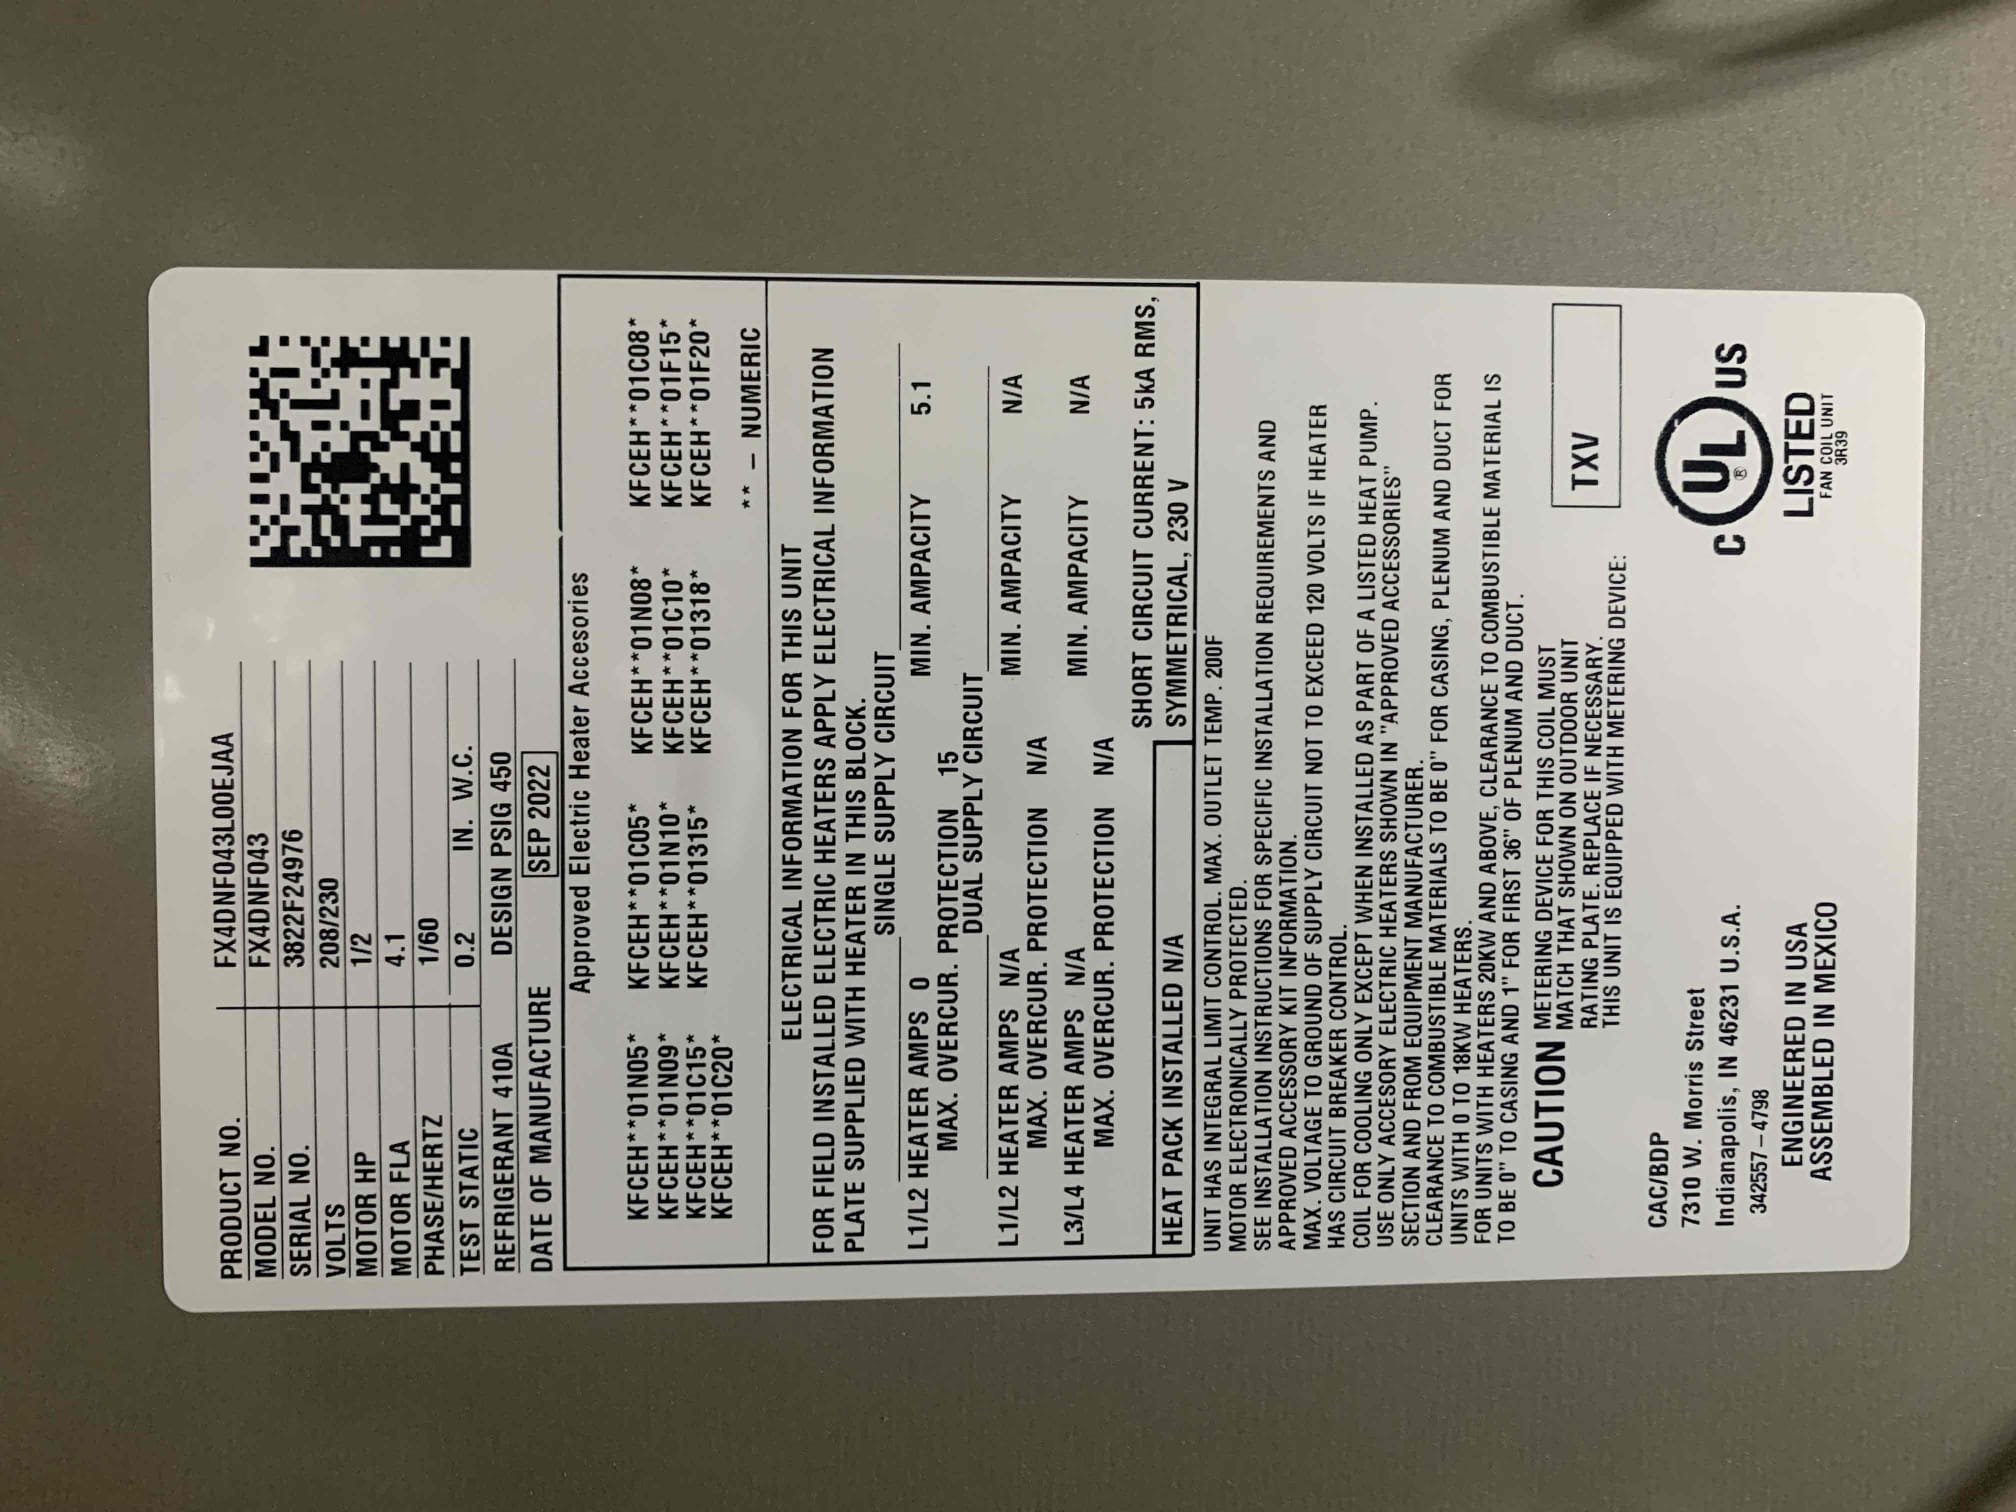 PRODUCT NO. FX4DNF043L00EJAA
MODEL NO. FX4DNF043
SERIAL NO. 3822F24976
VOLTS 208/230
MOTOR HP 1/2
MOTOR FLA 4.1
PHASE/HERTZ 1/60
TEST STATIC 0.2 IN. W.C.
REFRIGERANT 410A DESIGN PSIG 450
DATE OF MANUFACTURE SEP 2022
Approved Electric Heater Accesories
KFCEH**01N05* KFCEH**01C05* KFCEH**01N08* KFCEH**01C08*
KFCEH**01N09* KFCEH**01N10* KFCEH**01C10* KFCEH**01F15*
KFCEH**01C15* KFCEH**01315* KFCEH**01318* KFCEH**01F20*
KFCEH**01C20*
** – NUMERIC
ELECTRICAL INFORMATION FOR THIS UNIT
FOR FIELD INSTALLED ELECTRIC HEATERS APPLY ELECTRICAL INFORMATION
PLATE SUPPLIED WITH HEATER IN THIS BLOCK.
SINGLE SUPPLY CIRCUIT
L1/L2 HEATER AMPS 0 MIN. AMPACITY 5.1
MAX. OVERCUR. PROTECTION 15
DUAL SUPPLY CIRCUIT
L1/L2 HEATER AMPS N/A MIN. AMPACITY N/A
MAX. OVERCUR. PROTECTION N/A
L3/L4 HEATER AMPS N/A MIN. AMPACITY N/A
MAX. OVERCUR. PROTECTION N/A
SHORT CIRCUIT CURRENT: 5kA RMS,
HEAT PACK INSTALLED N/A SYMMETRICAL, 230 V
UNIT HAS INTEGRAL LIMIT CONTROL. MAX. OUTLET TEMP. 200F
MOTOR ELECTRONICALLY PROTECTED.
SEE INSTALLATION INSTRUCTIONS FOR SPECIFIC INSTALLATION REQUIREMENTS AND
APPROVED ACCESSORY KIT INFORMATION.
MAX. VOLTAGE TO GROUND OF SUPPLY CIRCUIT NOT TO EXCEED 120 VOLTS IF HEATER
HAS CIRCUIT BREAKER CONTROL.
COIL FOR COOLING ONLY EXCEPT WHEN INSTALLED AS PART OF A LISTED HEAT PUMP.
USE ONLY ACCESSORY ELECTRIC HEATERS SHOWN IN "APPROVED ACCESSORIES"
SECTION AND FROM EQUIPMENT MANUFACTURER.
CLEARANCE TO COMBUSTIBLE MATERIALS TO BE 0" FOR CASING, PLENUM AND DUCT FOR
UNITS WITH 0 TO 18KW HEATERS.
FOR UNITS WITH HEATERS 20KW AND ABOVE, CLEARANCE TO COMBUSTIBLE MATERIAL IS
TO BE 0" TO CASING AND 1" FOR FIRST 36" OF PLENUM AND DUCT.
CAUTION METERING DEVICE FOR THIS COIL MUST
MATCH THAT SHOWN ON OUTDOOR UNIT
RATING PLATE. REPLACE IF NECESSARY.
THIS UNIT IS EQUIPPED WITH METERING DEVICE:
TXV
CAC/BDP
7310 W. Morris Street
Indianapolis, IN 46231 U.S.A.
342557–4798
ENGINEERED IN USA
ASSEMBLED IN MEXICO
C UL ® US
LISTED
FAN COIL UNIT
3R39